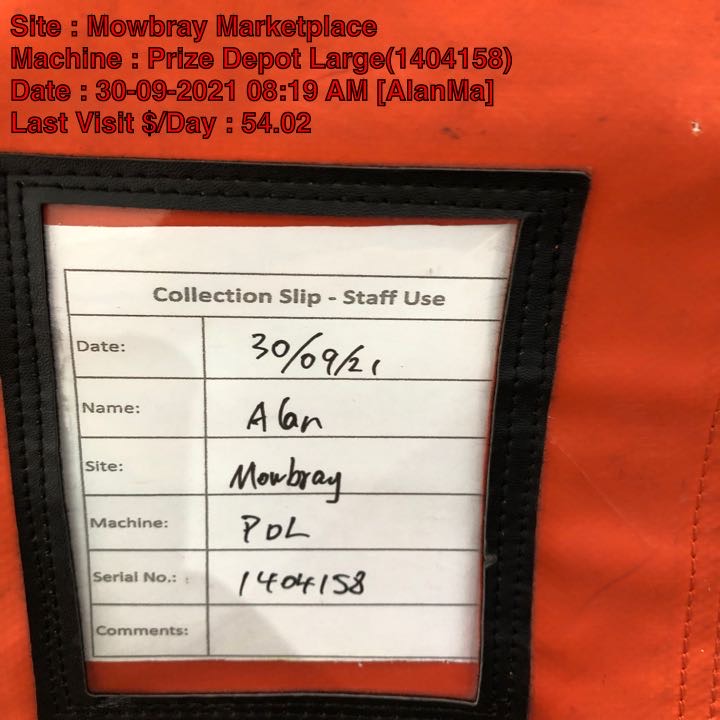 Site : Mowbray Marketplace
Machine : Prize Depot Large(1404158)
Date : 30-09-2021 08:19 AM [AlanMa]
Last Visit $/Day : 54.02
Collection Slip - Staff Use
Date: 30/09/21
Name: Alan
Site: Mowbray
Machine: PDL
Serial No.: 1404158
Comments: